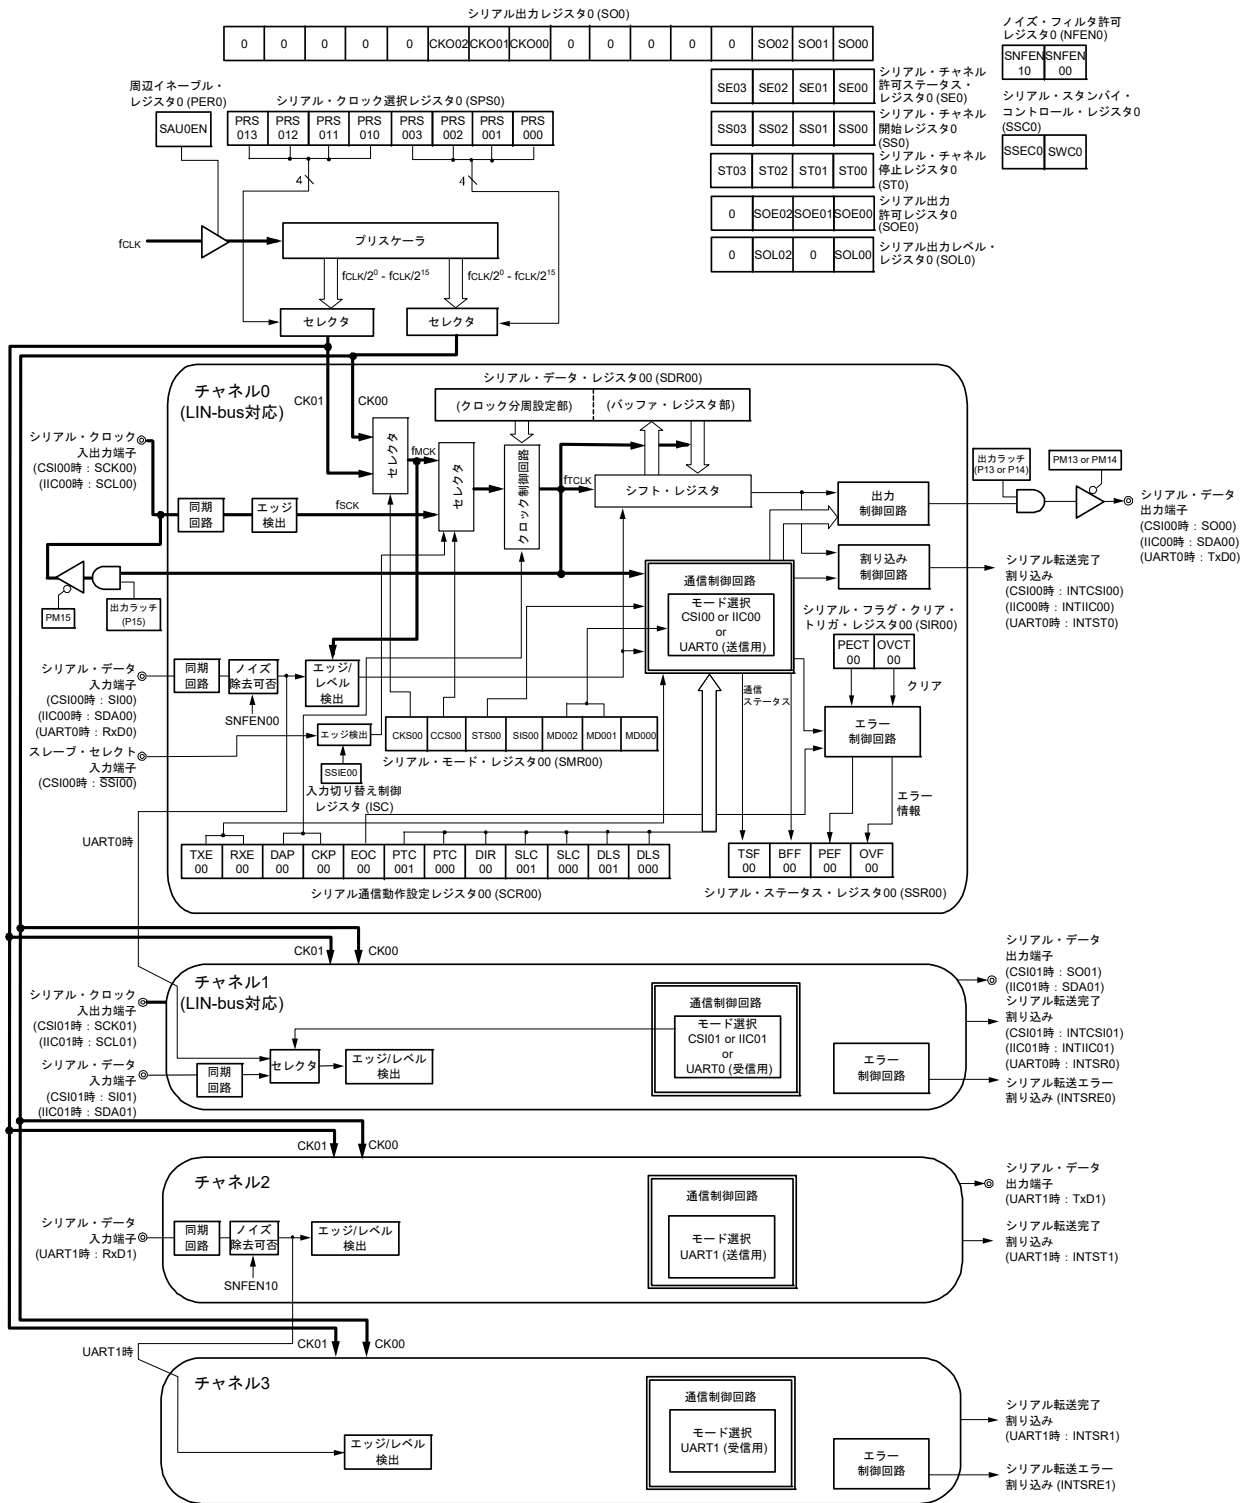 シリアル出力レジスタ0 (SO0)
0 0 0 0 0 CKO02 CKO01 CKO00 0 0 0 0 0 SO02 SO01 SO00
ノイズ・フィルタ許可
レジスタ0 (NFEN0)
SNFEN
10
SNFEN
00
シリアル・スタンバイ・
コントロール・レジスタ0
(SSC0)
SSEC0 SWC0
SE03 SE02 SE01 SE00
シリアル・チャネル
許可ステータス・
レジスタ0 (SE0)
SS03 SS02 SS01 SS00
シリアル・チャネル
開始レジスタ0
(SS0)
ST03 ST02 ST01 ST00
シリアル・チャネル
停止レジスタ0
(ST0)
0 SOE02 SOE01 SOE00
シリアル出力
許可レジスタ0
(SOE0)
0 SOL02 0 SOL00
シリアル出力レベル・
レジスタ0 (SOL0)
周辺イネーブル・
レジスタ0 (PER0)
SAU0EN
シリアル・クロック選択レジスタ0 (SPS0)
PRS PRS PRS PRS PRS PRS PRS PRS
013 012 011 010 003 002 001 000
4
4
fCLK
プリスケーラ
fCLK/2⁰ - fCLK/2¹⁵
fCLK/2⁰ - fCLK/2¹⁵
セレクタ
セレクタ
チャネル0
(LIN-bus対応)
CK01
CK00
シリアル・データ・レジスタ00 (SDR00)
(クロック分周設定部)
(バッファ・レジスタ部)
シリアル・クロック
入出力端子
(CSI00時：SCK00)
(IIC00時：SCL00)
同期
回路
エッジ
検出
fSCK
セレクタ
fMCK
セレクタ
クロック制御回路
fTCLK
シフト・レジスタ
出力
制御回路
出力ラッチ
(P13 or P14)
PM13 or PM14
シリアル・データ
出力端子
(CSI00時：SO00)
(IIC00時：SDA00)
(UART0時：TxD0)
割り込み
制御回路
シリアル転送完了
割り込み
(CSI00時：INTCSI00)
(IIC00時：INTIIC00)
(UART0時：INTST0)
PM15
出力ラッチ
(P15)
通信制御回路
モード選択
CSI00 or IIC00
or
UART0 (送信用)
シリアル・フラグ・クリア・
トリガ・レジスタ00 (SIR00)
PECT
00
OVCT
00
クリア
シリアル・データ
入力端子
(CSI00時：SI00)
(IIC00時：SDA00)
(UART0時：RxD0)
同期
回路
ノイズ
除去可否
SNFEN00
エッジ/
レベル
検出
通信
ステータス
エラー
制御回路
エラー
情報
スレーブ・セレクト
入力端子
(CSI00時：SSI00)
エッジ検出
SSIE00
入力切り替え制御
レジスタ (ISC)
CKS00 CCS00 STS00 SIS00 MD002 MD001 MD000
シリアル・モード・レジスタ00 (SMR00)
UART0時
TXE RXE DAP CKP EOC PTC PTC DIR SLC SLC DLS DLS
00 00 00 00 00 001 000 00 001 000 001 000
シリアル通信動作設定レジスタ00 (SCR00)
TSF BFF PEF OVF
00 00 00 00
シリアル・ステータス・レジスタ00 (SSR00)
CK01
CK00
チャネル1
(LIN-bus対応)
シリアル・クロック
入出力端子
(CSI01時：SCK01)
(IIC01時：SCL01)
シリアル・データ
入力端子
(CSI01時：SI01)
(IIC01時：SDA01)
同期
回路
セレクタ
エッジ/レベル
検出
通信制御回路
モード選択
CSI01 or IIC01
or
UART0 (受信用)
エラー
制御回路
シリアル・データ
出力端子
(CSI01時：SO01)
(IIC01時：SDA01)
シリアル転送完了
割り込み
(CSI01時：INTCSI01)
(IIC01時：INTIIC01)
(UART0時：INTSR0)
シリアル転送エラー
割り込み (INTSRE0)
CK01
CK00
チャネル2
シリアル・データ
入力端子
(UART1時：RxD1)
同期
回路
ノイズ
除去可否
SNFEN10
エッジ/レベル
検出
通信制御回路
モード選択
UART1 (送信用)
シリアル・データ
出力端子
(UART1時：TxD1)
シリアル転送完了
割り込み
(UART1時：INTST1)
CK01
CK00
UART1時
チャネル3
エッジ/レベル
検出
通信制御回路
モード選択
UART1 (受信用)
エラー
制御回路
シリアル転送完了
割り込み
(UART1時：INTSR1)
シリアル転送エラー
割り込み (INTSRE1)